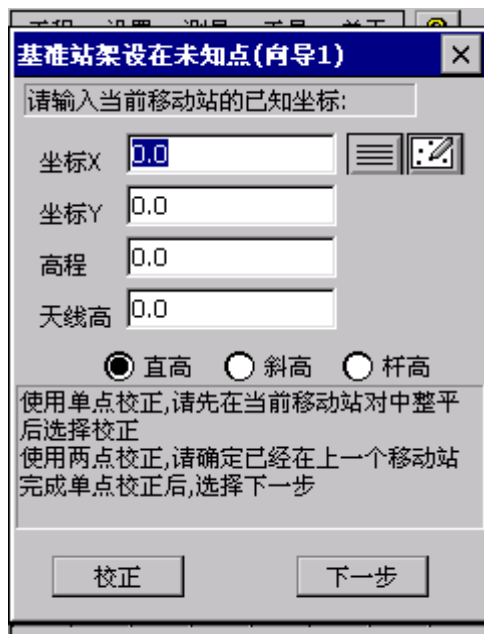 基准站架设在未知点(向导1)
请输入当前移动站的已知坐标:
坐标X 0.0
坐标Y 0.0
高程 0.0
天线高 0.0
直高 斜高 杆高
使用单点校正,请先在当前移动站对中整平
后选择校正
使用两点校正,请确定已经在上一个移动站
完成单点校正后,选择下一步
校正 下一步